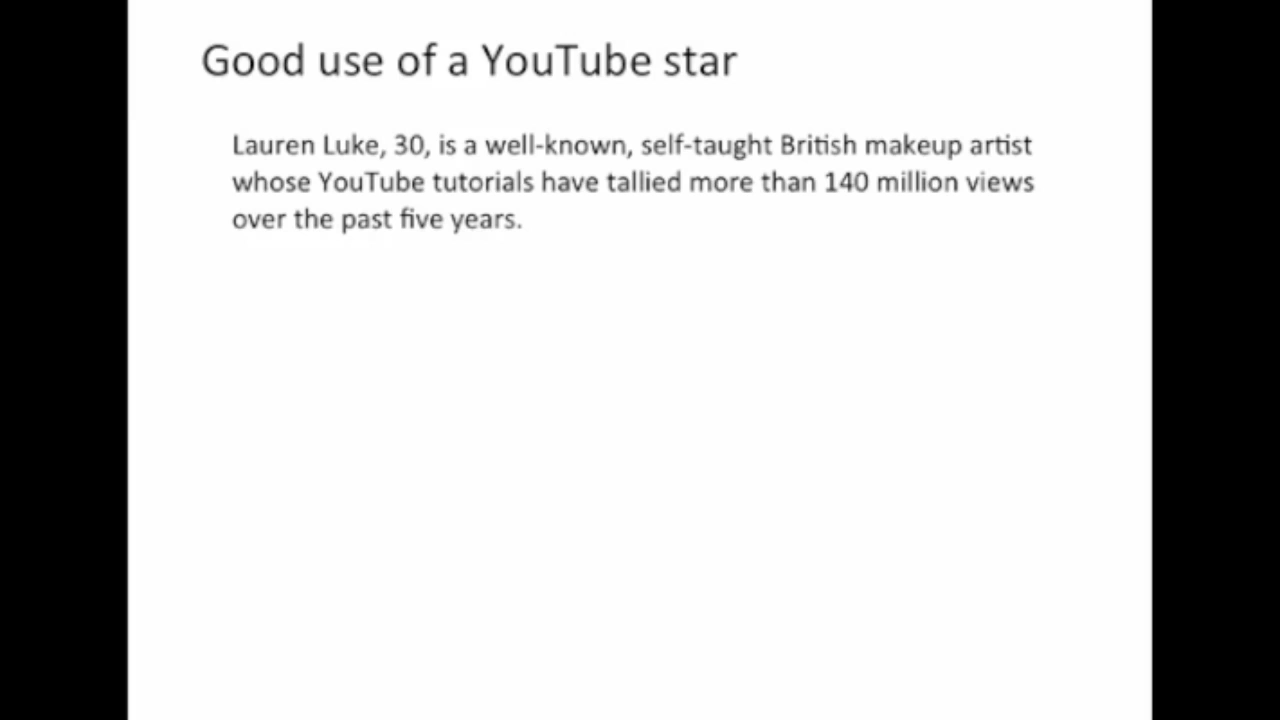 Good use of a YouTube star
Lauren Luke, 30, is a well-known, self-taught British makeup artist
whose YouTube tutorials have tallied more than 140 million views
over the past five years.